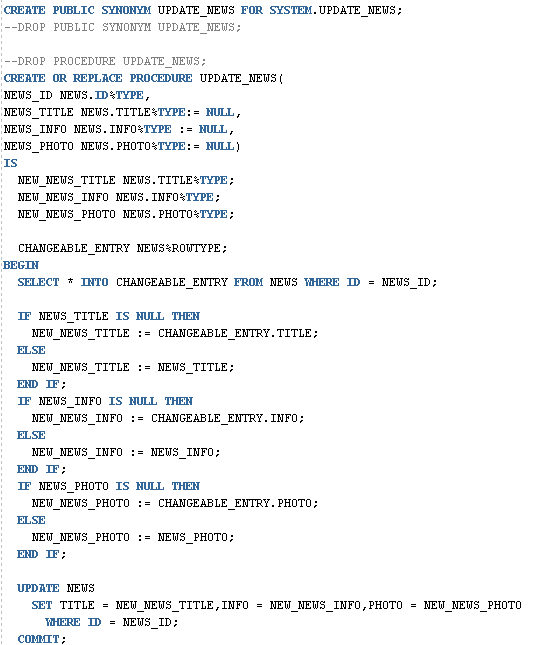 CREATE PUBLIC SYNONYM UPDATE_NEWS FOR SYSTEM.UPDATE_NEWS;
--DROP PUBLIC SYNONYM UPDATE_NEWS;

--DROP PROCEDURE UPDATE_NEWS;
CREATE OR REPLACE PROCEDURE UPDATE_NEWS(
NEWS_ID NEWS.ID%TYPE,
NEWS_TITLE NEWS.TITLE%TYPE:= NULL,
NEWS_INFO NEWS.INFO%TYPE := NULL,
NEWS_PHOTO NEWS.PHOTO%TYPE:= NULL)
IS
  NEW_NEWS_TITLE NEWS.TITLE%TYPE;
  NEW_NEWS_INFO NEWS.INFO%TYPE;
  NEW_NEWS_PHOTO NEWS.PHOTO%TYPE;

  CHANGEABLE_ENTRY NEWS%ROWTYPE;
BEGIN
  SELECT * INTO CHANGEABLE_ENTRY FROM NEWS WHERE ID = NEWS_ID;

  IF NEWS_TITLE IS NULL THEN
    NEW_NEWS_TITLE := CHANGEABLE_ENTRY.TITLE;
  ELSE
    NEW_NEWS_TITLE := NEWS_TITLE;
  END IF;
  IF NEWS_INFO IS NULL THEN
    NEW_NEWS_INFO := CHANGEABLE_ENTRY.INFO;
  ELSE
    NEW_NEWS_INFO := NEWS_INFO;
  END IF;
  IF NEWS_PHOTO IS NULL THEN
    NEW_NEWS_PHOTO := CHANGEABLE_ENTRY.PHOTO;
  ELSE
    NEW_NEWS_PHOTO := NEWS_PHOTO;
  END IF;

  UPDATE NEWS
    SET TITLE = NEW_NEWS_TITLE,INFO = NEW_NEWS_INFO,PHOTO = NEW_NEWS_PHOTO
      WHERE ID = NEWS_ID;
  COMMIT;